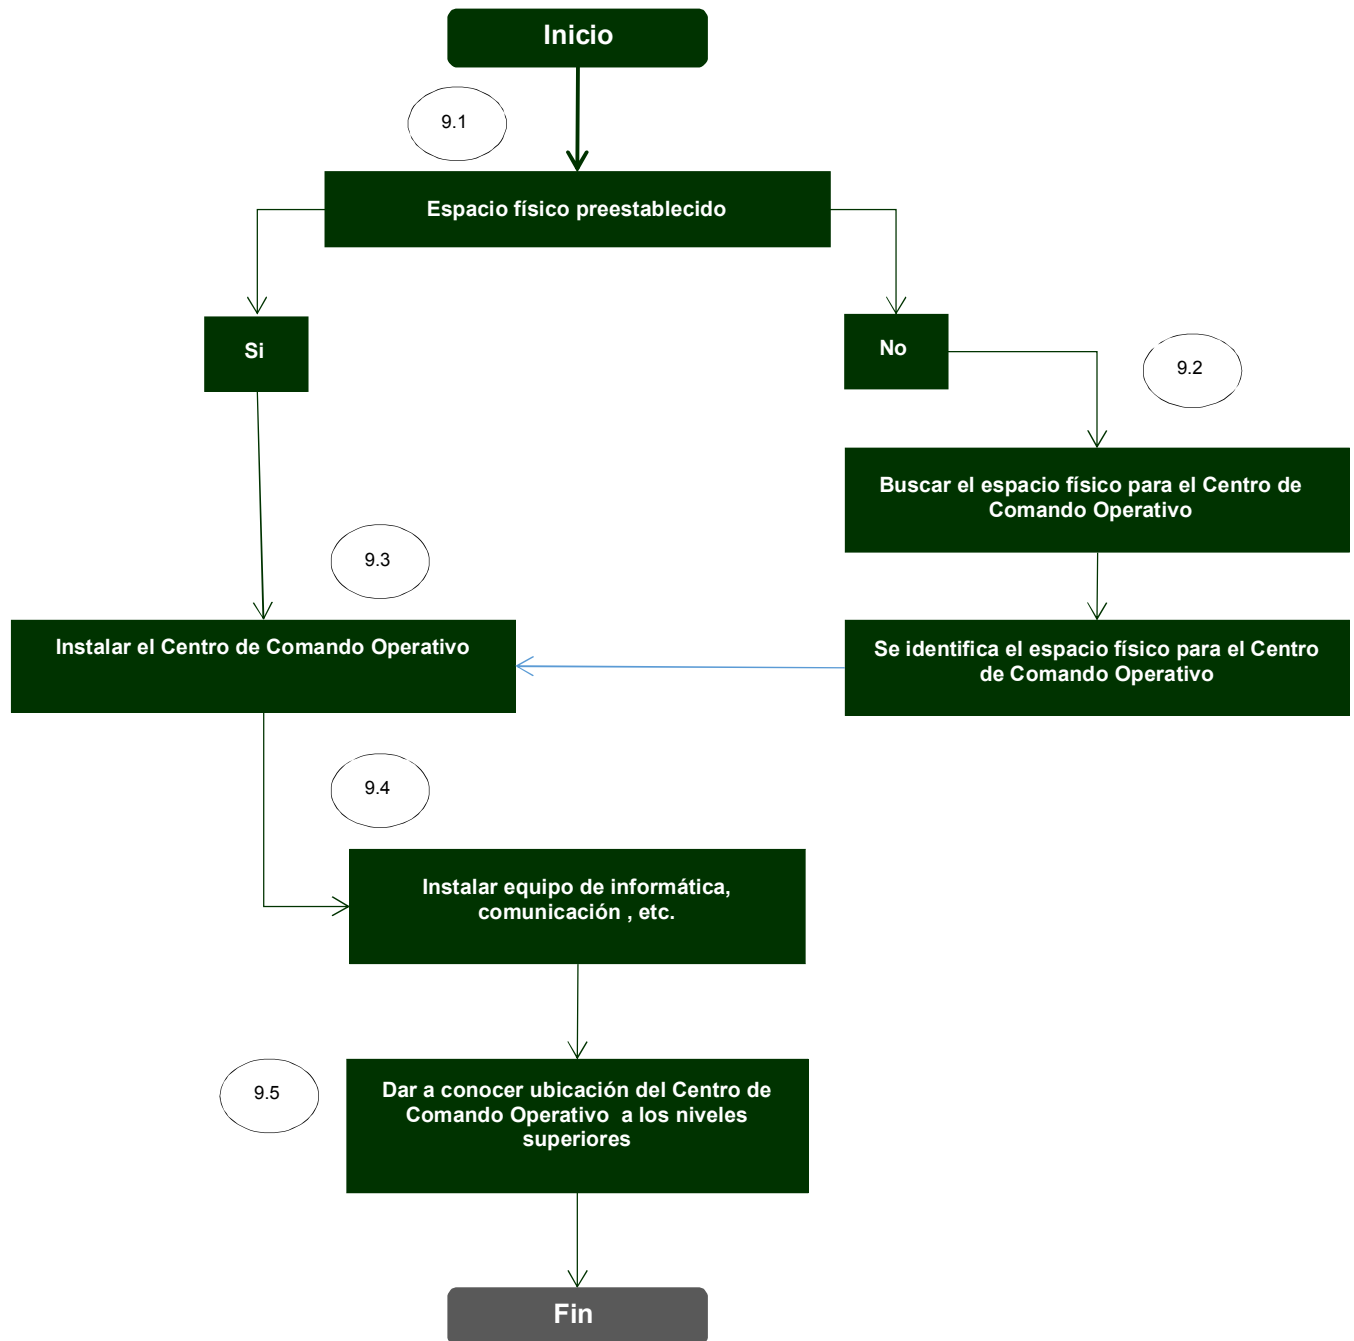 Inicio
9.1
Espacio físico preestablecido
Si
No
9.2
Buscar el espacio físico para el Centro de
Comando Operativo
9.3
Instalar el Centro de Comando Operativo
Se identifica el espacio físico para el Centro
de Comando Operativo
9.4
Instalar equipo de informática,
comunicación , etc.
9.5
Dar a conocer ubicación del Centro de
Comando Operativo  a los niveles
superiores
Fin